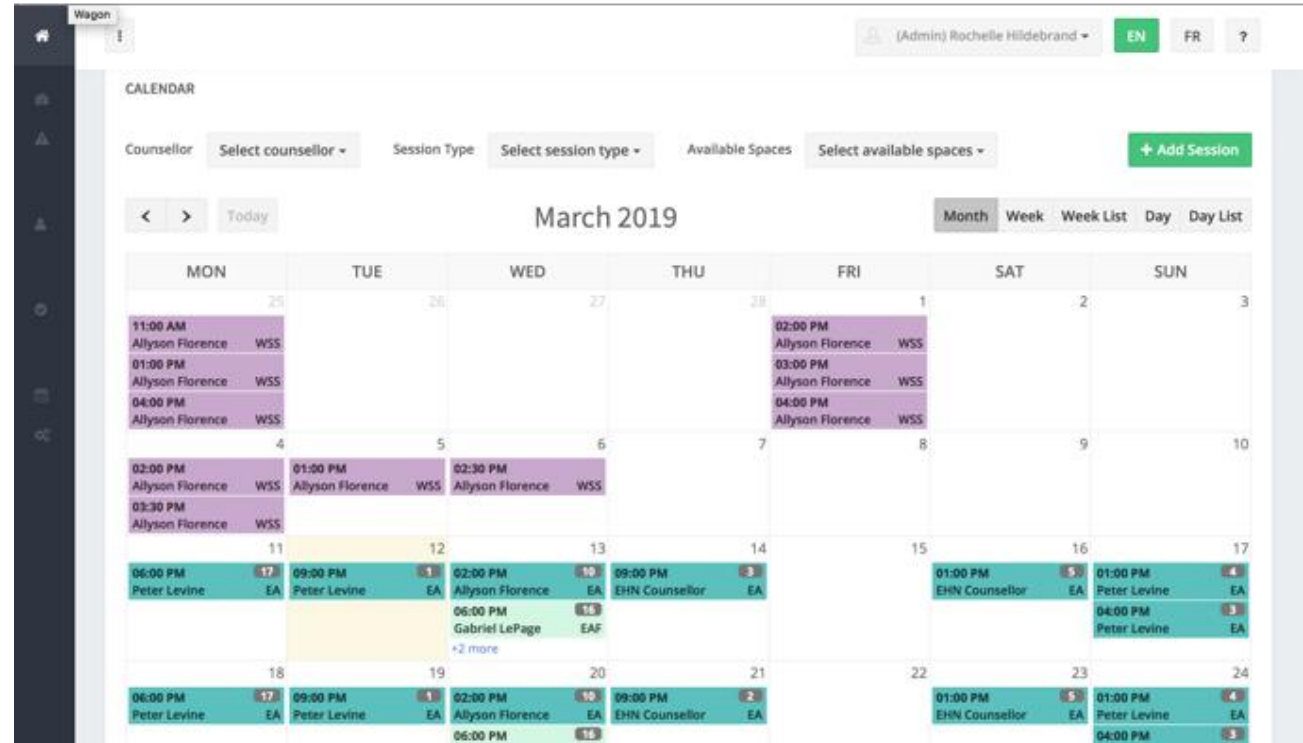 Wagon
(Admin) Rochelle Hildebrand EN FR ?
CALENDAR
Counsellor Select counsellor Session Type Select session type Available Spaces Select available spaces + Add Session
< > Today March 2019 Month Week Week List Day Day List
MON TUE WED THU FRI SAT SUN
25 26 27 28 1 2 3
11:00 AM 02:00 PM
Allyson Florence WSS Allyson Florence WSS
01:00 PM 03:00 PM
Allyson Florence WSS Allyson Florence WSS
04:00 PM 04:00 PM
Allyson Florence WSS Allyson Florence WSS
4 5 6 7 8 9 10
02:00 PM 01:00 PM 02:30 PM
Allyson Florence WSS Allyson Florence WSS Allyson Florence WSS
03:30 PM
Allyson Florence WSS
11 12 13 14 15 16 17
06:00 PM 17 09:00 PM 1 02:00 PM 10 09:00 PM 3 01:00 PM 5 01:00 PM 4
Peter Levine EA Peter Levine EA Allyson Florence EA EHN Counsellor EA EHN Counsellor EA Peter Levine EA
06:00 PM 16 04:00 PM 3
Gabriel LePage EAF Peter Levine EA
+2 more
18 19 20 21 22 23 24
06:00 PM 17 09:00 PM 1 02:00 PM 10 09:00 PM 2 01:00 PM 5 01:00 PM 4
Peter Levine EA Peter Levine EA Allyson Florence EA EHN Counsellor EA EHN Counsellor EA Peter Levine EA
06:00 PM 16 04:00 PM 3